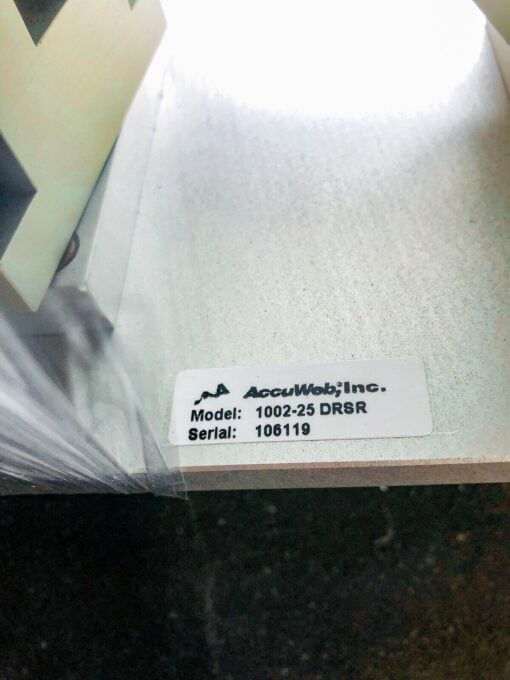 AccuWeb, Inc.
Model: 1002-25 DRSR
Serial: 106119